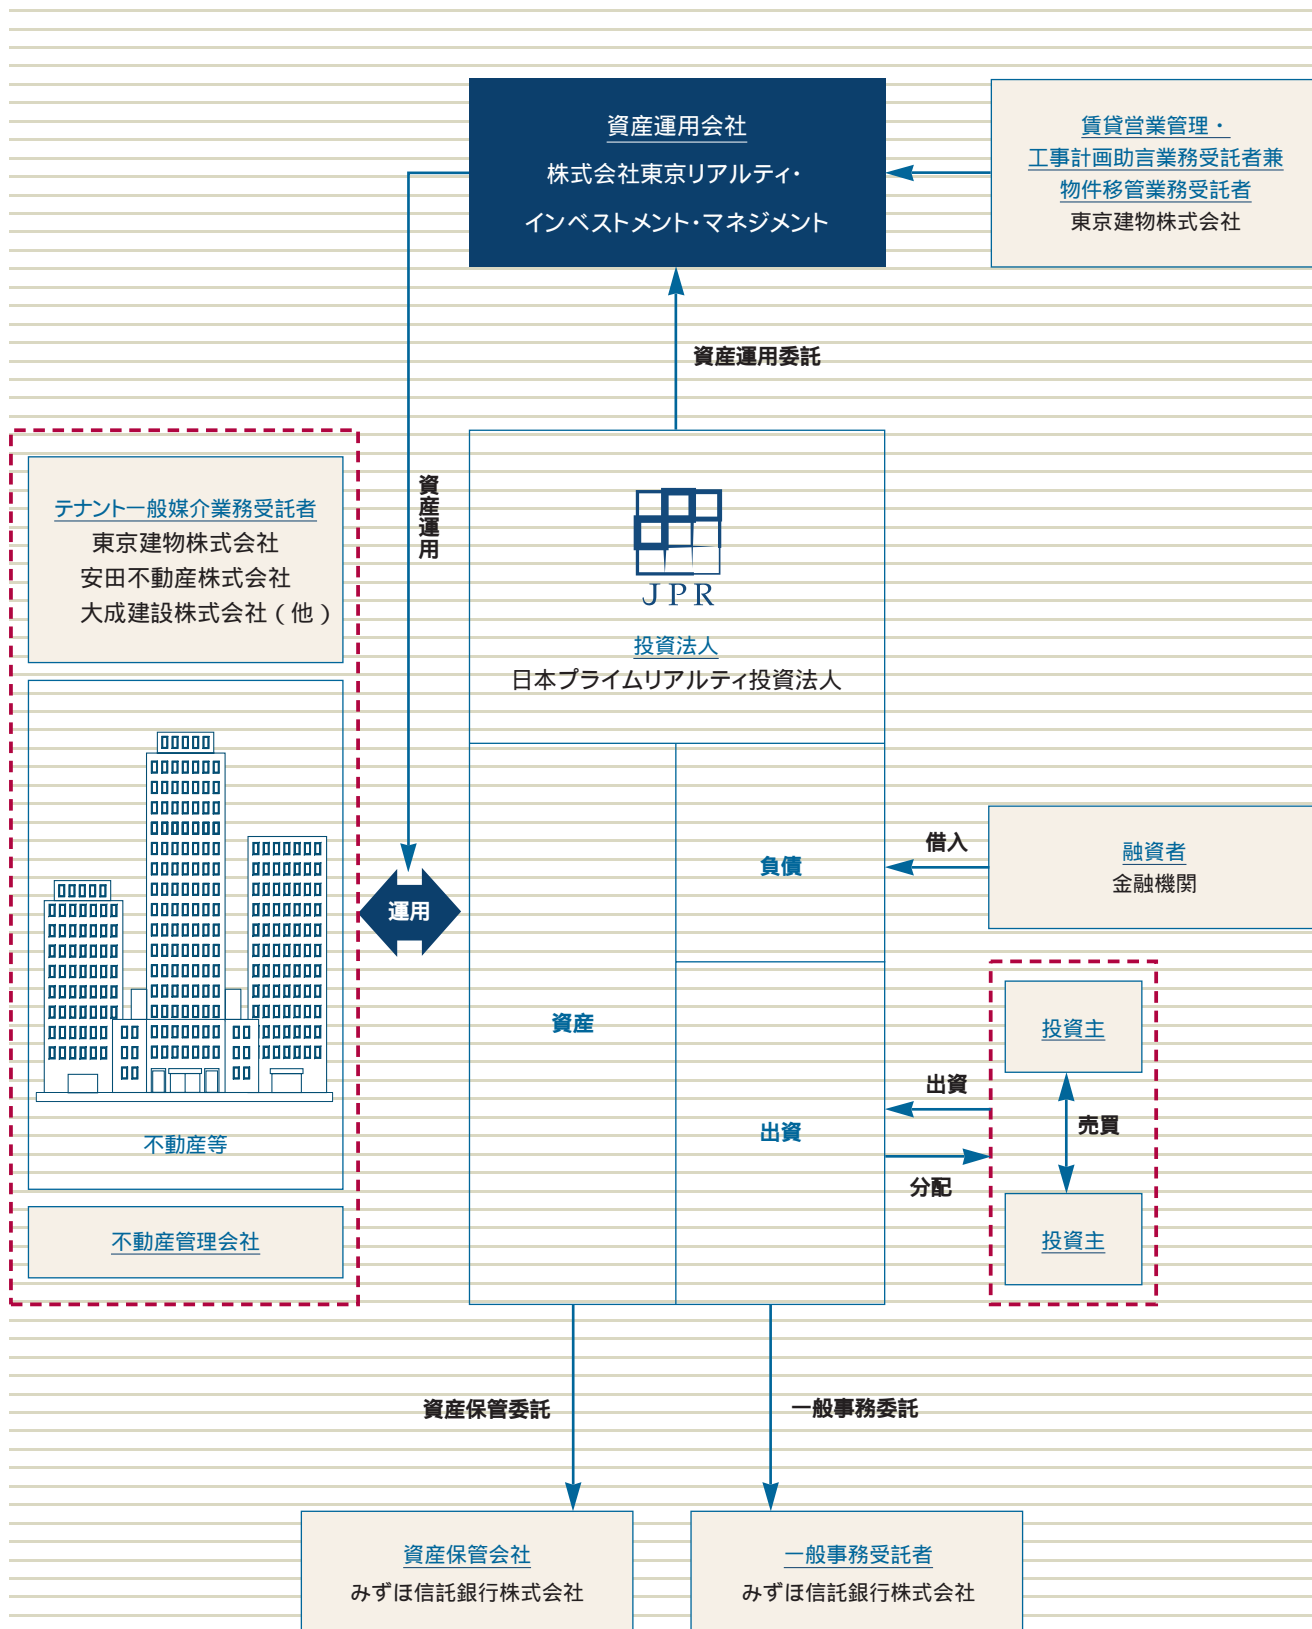 資産運用会社
株式会社東京リアルティ・
インベストメント・マネジメント
賃貸営業管理・
工事計画助言業務受託者兼
物件移管業務受託者
東京建物株式会社
資産運用委託
資産運用
テナント一般媒介業務受託者
東京建物株式会社
安田不動産株式会社
大成建設株式会社（他）
JPR
投資法人
日本プライムリアルティ投資法人
負債
借入
融資者
金融機関
運用
資産
投資主
出資
出資
売買
分配
投資主
不動産等
不動産管理会社
資産保管委託
一般事務委託
資産保管会社
みずほ信託銀行株式会社
一般事務受託者
みずほ信託銀行株式会社